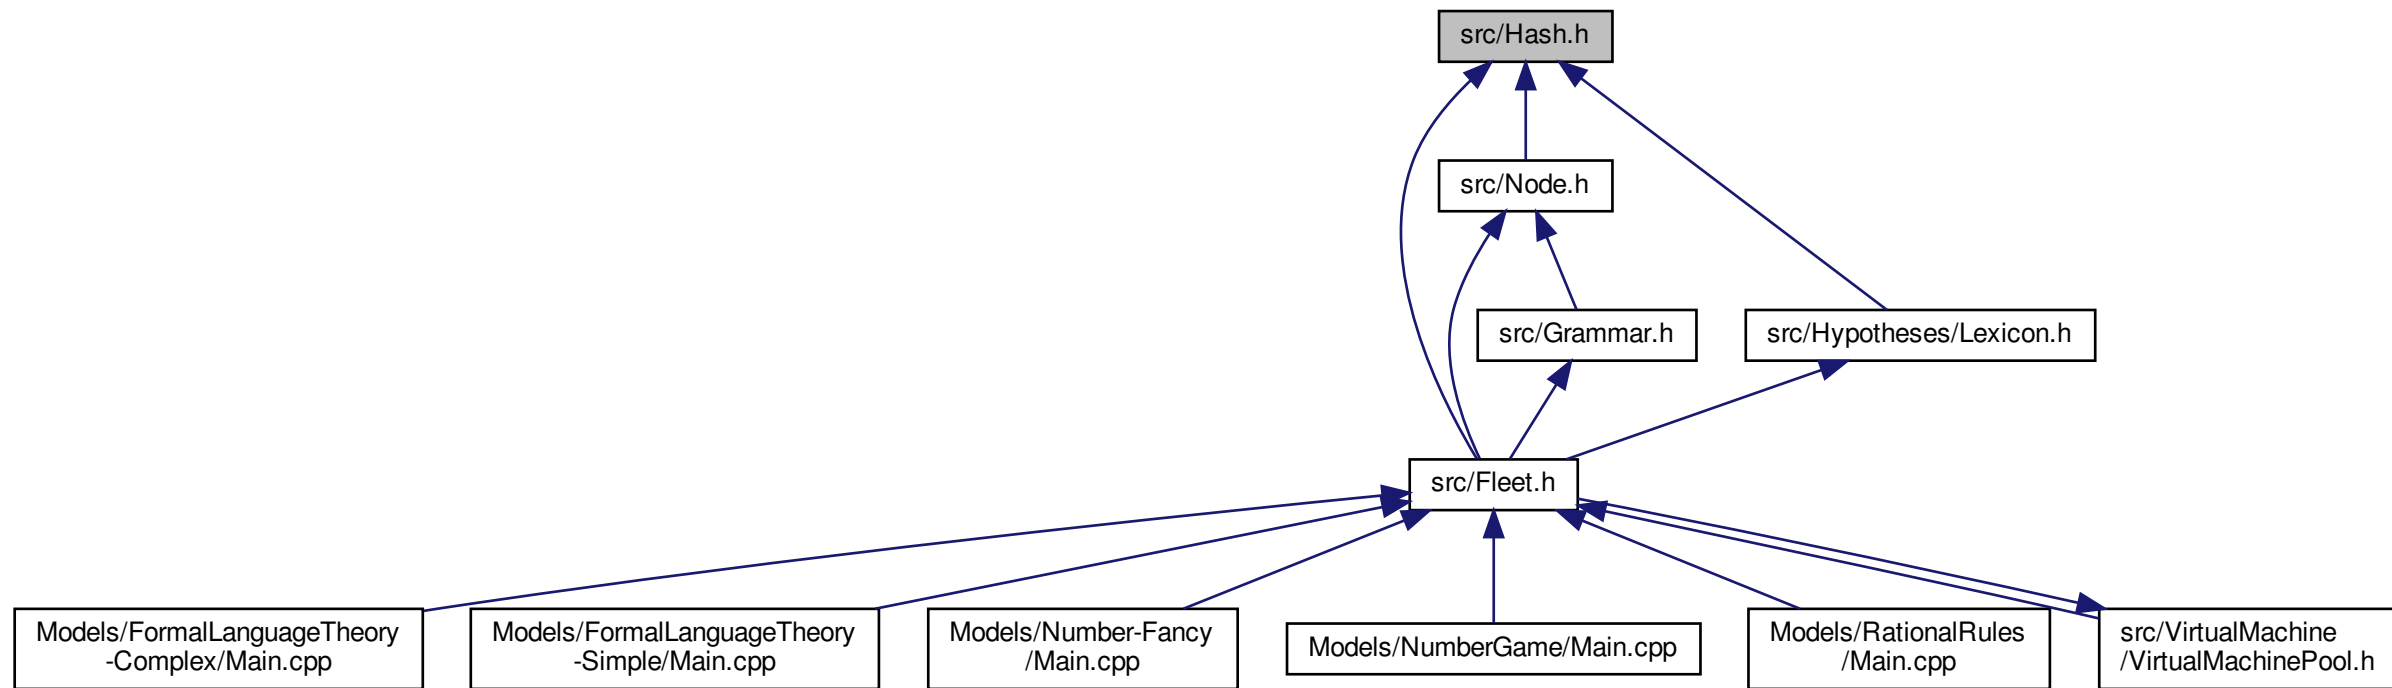 src/Hash.h
src/Node.h
src/Grammar.h
src/Hypotheses/Lexicon.h
src/Fleet.h
Models/FormalLanguageTheory
-Complex/Main.cpp
Models/FormalLanguageTheory
-Simple/Main.cpp
Models/Number-Fancy
/Main.cpp
Models/NumberGame/Main.cpp
Models/RationalRules
/Main.cpp
src/VirtualMachine
/VirtualMachinePool.h